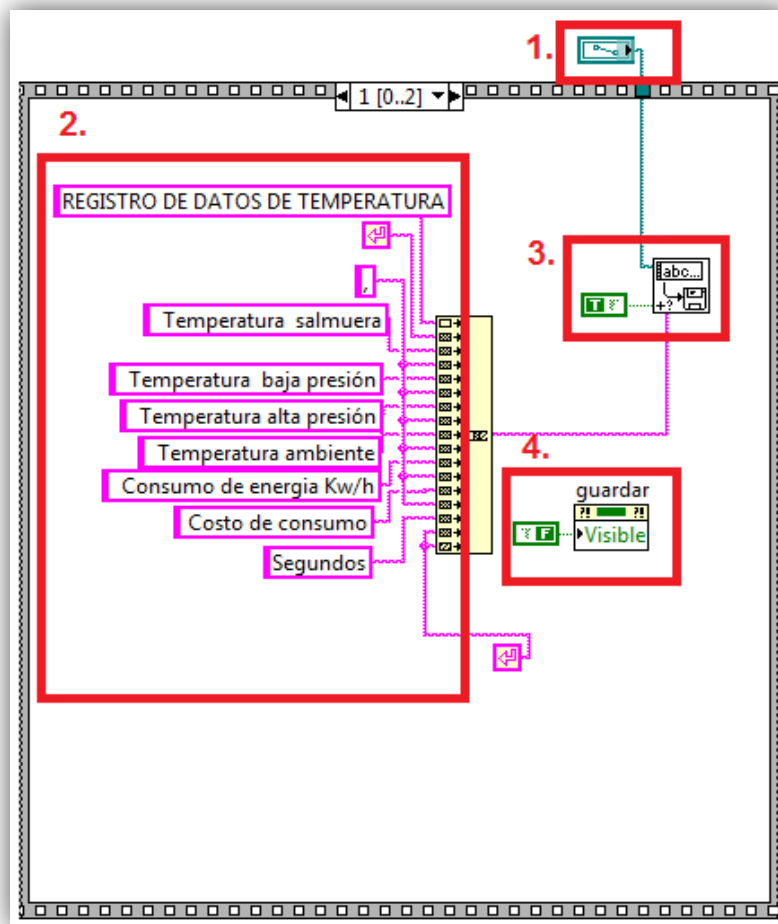 1.
1 [0..2]
2.
REGISTRO DE DATOS DE TEMPERATURA
3.
abc...
,
T
+?
Temperatura salmuera
Temperatura baja presión
Temperatura alta presión
4.
Temperatura ambiente
Consumo de energia Kw/h
guardar
?! ?!
Costo de consumo
F
Visible
Segundos